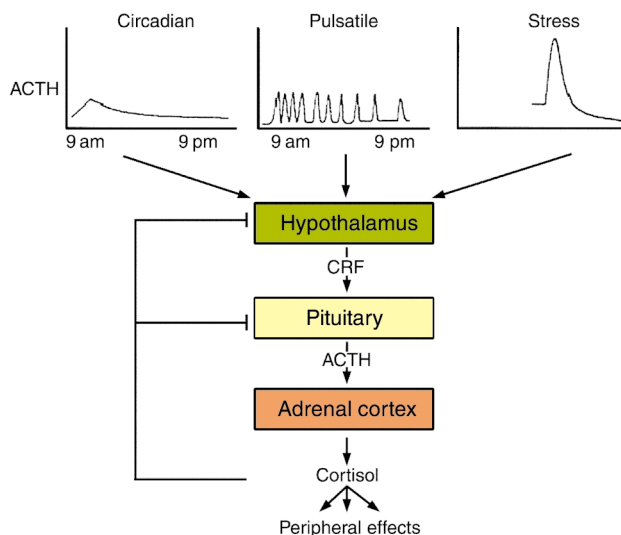 Circadian Pulsatile Stress
ACTH
9 am 9 pm 9 am 9 pm
Hypothalamus
CRF
Pituitary
ACTH
Adrenal cortex
Cortisol
Peripheral effects